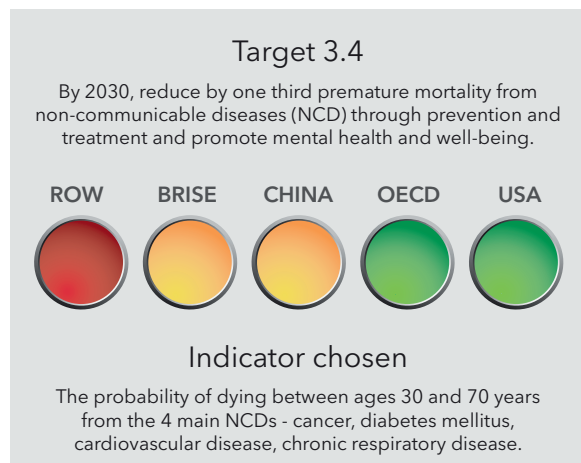 Target 3.4
By 2030, reduce by one third premature mortality from
non-communicable diseases (NCD) through prevention and
treatment and promote mental health and well-being.
ROW BRISE CHINA OECD USA
Indicator chosen
The probability of dying between ages 30 and 70 years
from the 4 main NCDs - cancer, diabetes mellitus,
cardiovascular disease, chronic respiratory disease.